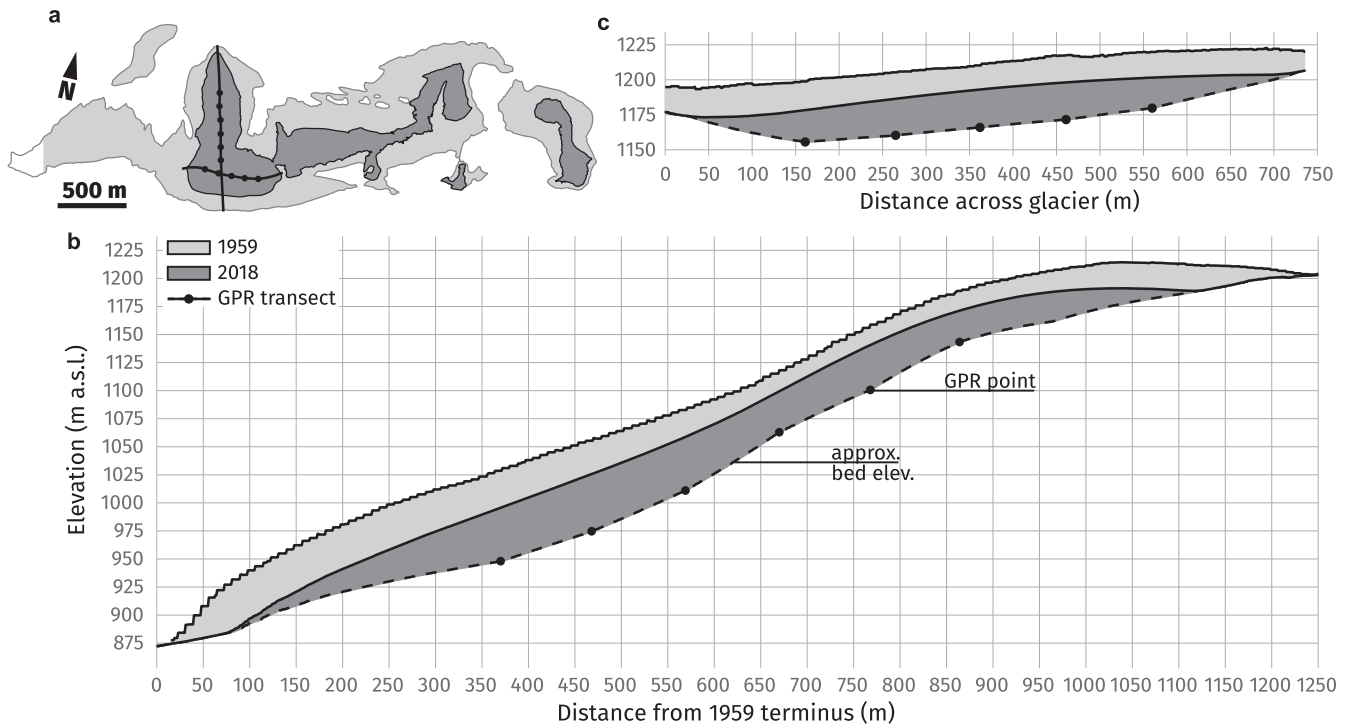 a
N
500 m
c
1225
1200
1175
1150
0 50 100 150 200 250 300 350 400 450 500 550 600 650 700 750
Distance across glacier (m)
b
1959
2018
GPR transect
1225
1200
1175
1150
1125
1100
1075
1050
1025
1000
975
950
925
900
875
Elevation (m a.s.l.)
GPR point
approx.
bed elev.
0 50 100 150 200 250 300 350 400 450 500 550 600 650 700 750 800 850 900 950 1000 1050 1100 1150 1200 1250
Distance from 1959 terminus (m)